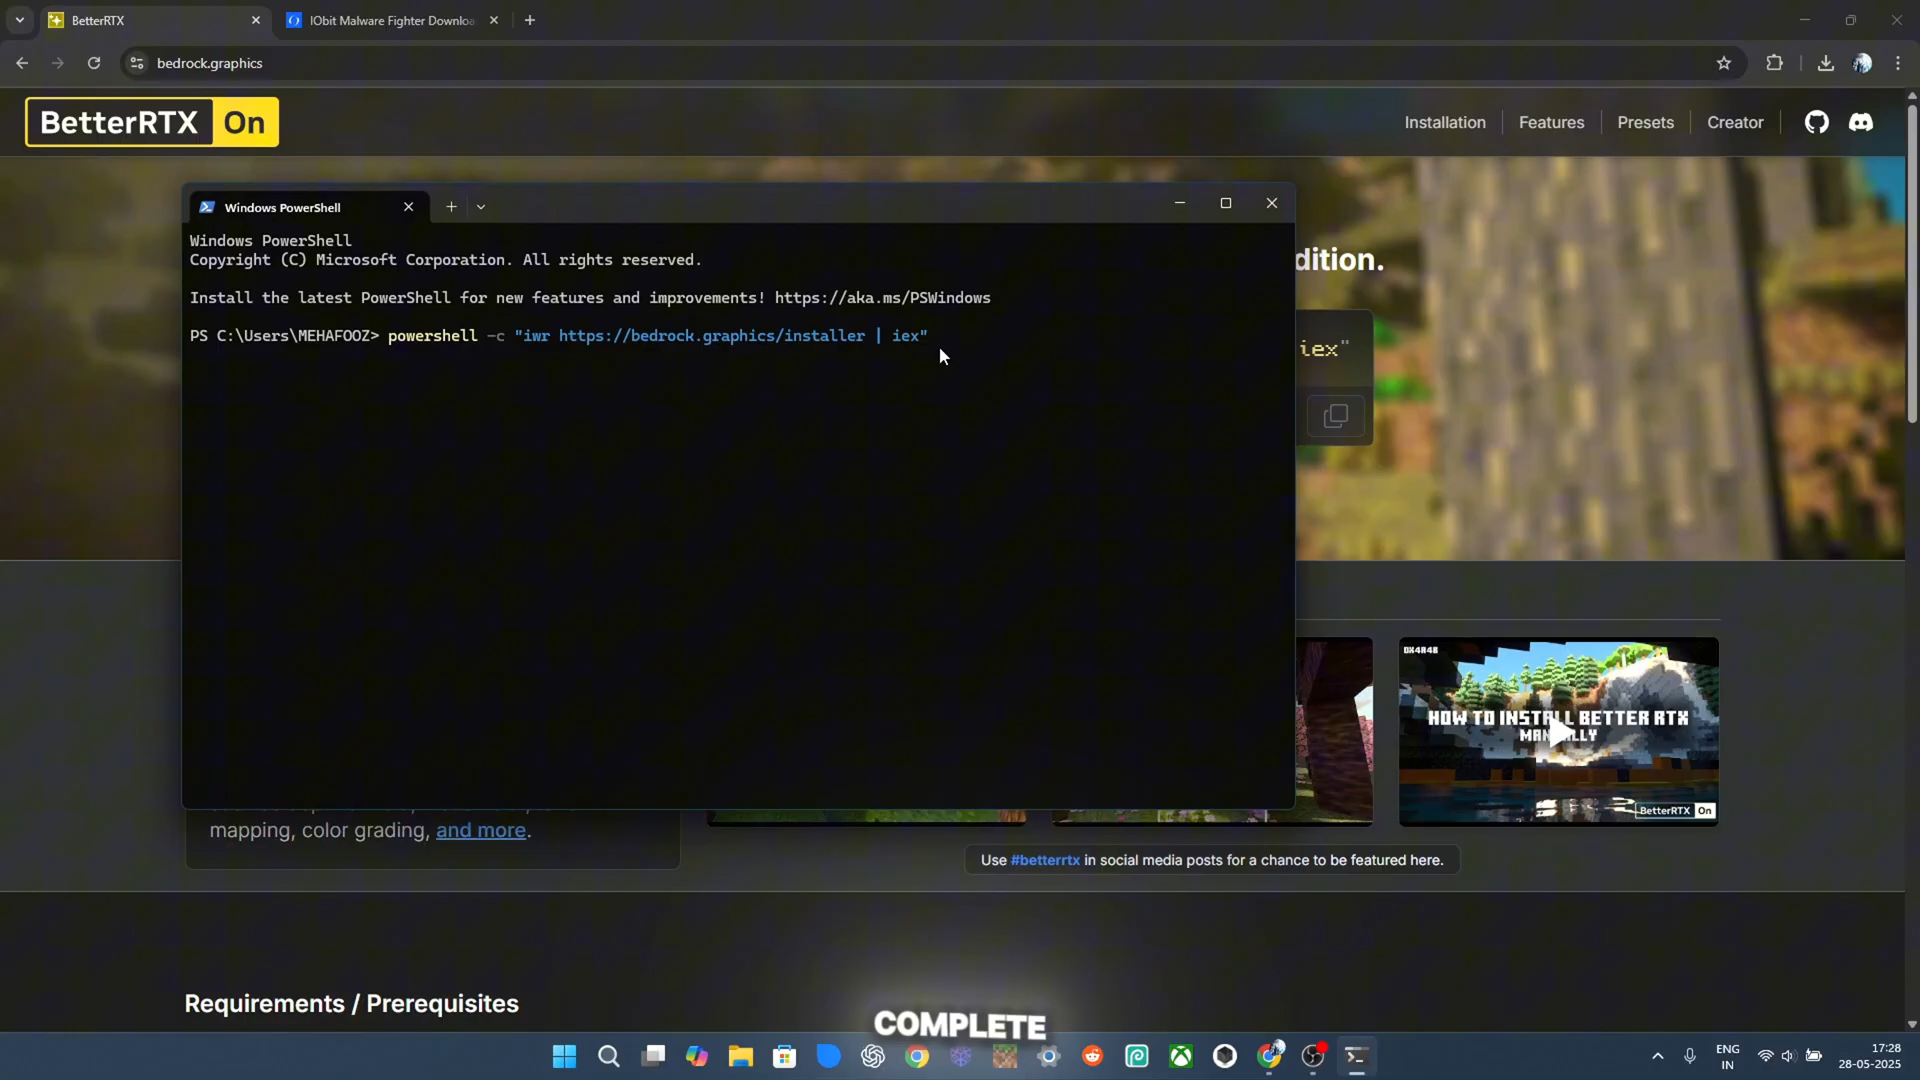 BetterRTX
IObit Malware Fighter Downloa
bedrock.graphics
BetterRTX On
Installation
Features
Presets
Creator
dition.
Windows PowerShell
Windows PowerShell
Copyright (C) Microsoft Corporation. All rights reserved.
Install the latest PowerShell for new features and improvements! https://aka.ms/PSWindows
PS C:\Users\MEHAFOOZ> powershell -c "iwr https://bedrock.graphics/installer | iex"
iex"
DX4R4B
HOW TO INSTALL BETTER RTX
MANUALLY
BetterRTX On
mapping, color grading, and more.
Use #betterrtx in social media posts for a chance to be featured here.
Requirements / Prerequisites
COMPLETE
ENG
IN
17:28
28-05-2025